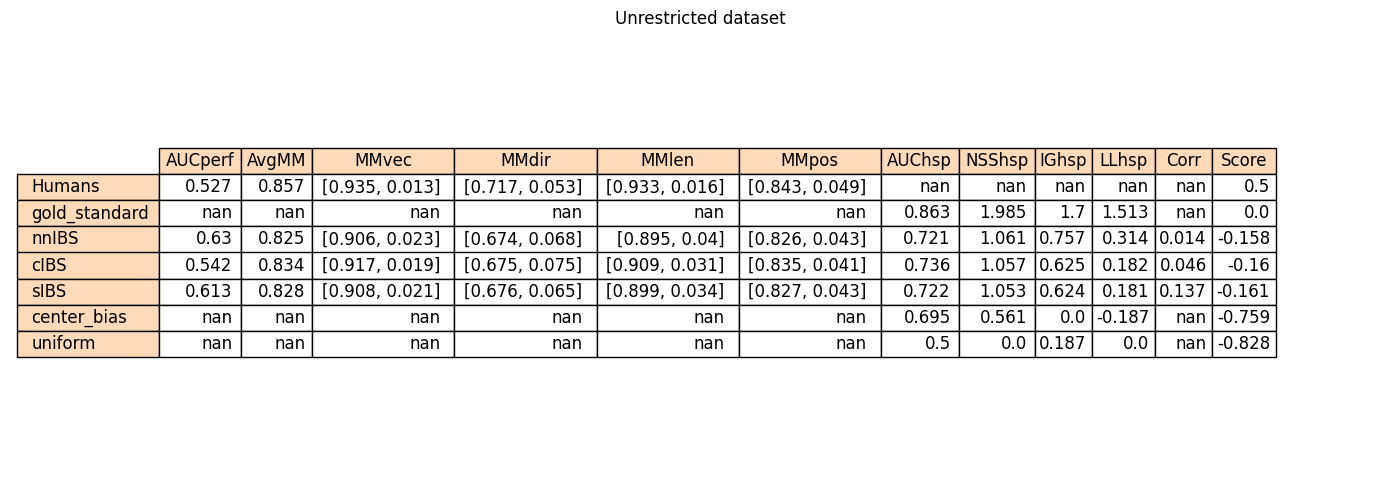 Unrestricted dataset
AUCperf AvgMM MMvec MMdir MMlen MMpos AUChsp NSShsp IGhsp LLhsp Corr Score
Humans 0.527 0.857 [0.935, 0.013] [0.717, 0.053] [0.933, 0.016] [0.843, 0.049] nan nan nan nan nan 0.5
gold_standard nan nan nan nan nan nan 0.863 1.985 1.7 1.513 nan 0.0
nnIBS 0.63 0.825 [0.906, 0.023] [0.674, 0.068] [0.895, 0.04] [0.826, 0.043] 0.721 1.061 0.757 0.314 0.014 -0.158
cIBS 0.542 0.834 [0.917, 0.019] [0.675, 0.075] [0.909, 0.031] [0.835, 0.041] 0.736 1.057 0.625 0.182 0.046 -0.16
sIBS 0.613 0.828 [0.908, 0.021] [0.676, 0.065] [0.899, 0.034] [0.827, 0.043] 0.722 1.053 0.624 0.181 0.137 -0.161
center_bias nan nan nan nan nan nan 0.695 0.561 0.0 -0.187 nan -0.759
uniform nan nan nan nan nan nan 0.5 0.0 0.187 0.0 nan -0.828